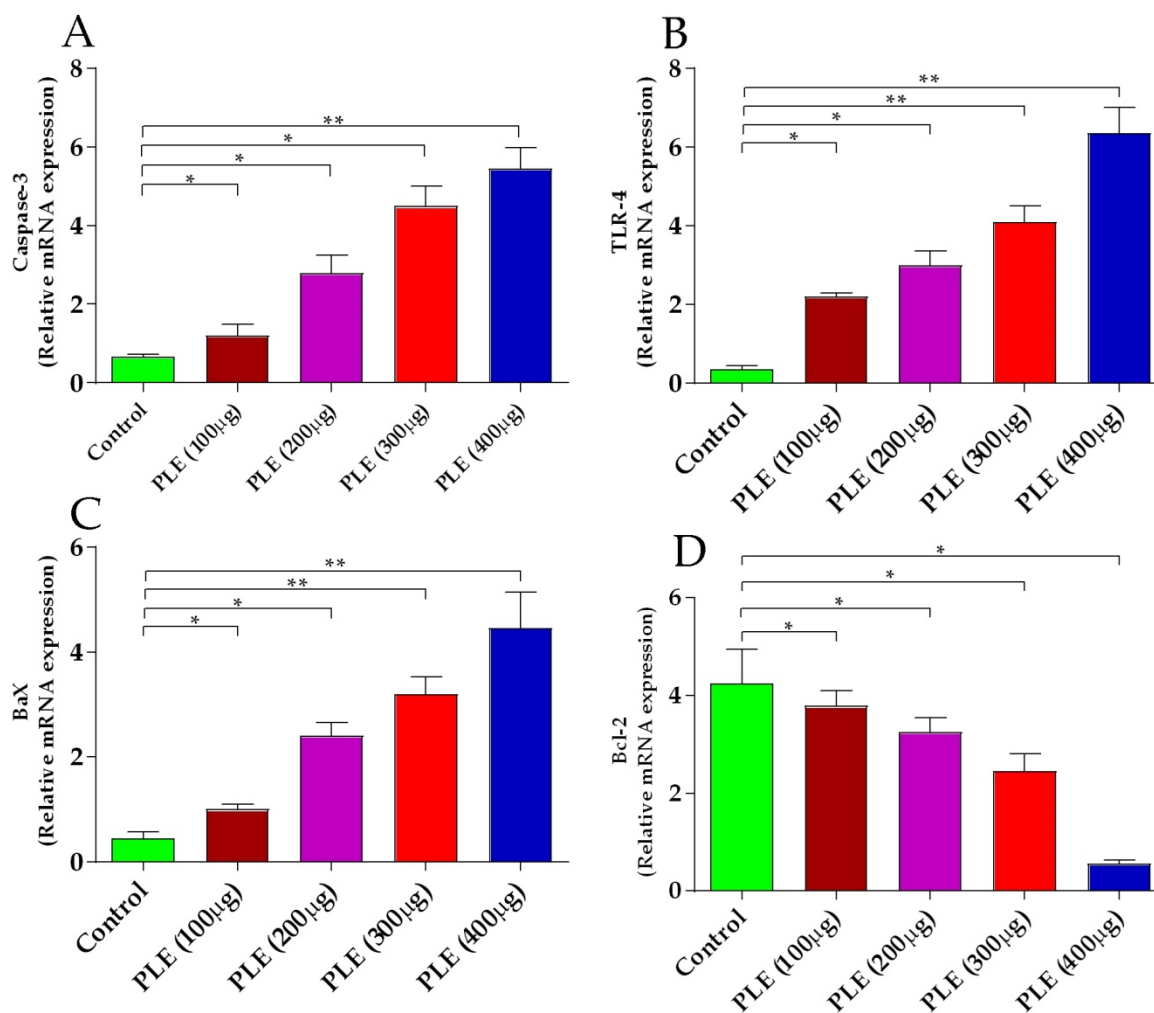 A
Caspase-3
(Relative mRNA expression)
8
6
4
2
0
*
*
*
**
Control
PLE (100μg)
PLE (200μg)
PLE (300μg)
PLE (400μg)
B
TLR-4
(Relative mRNA expression)
8
6
4
2
0
*
*
**
**
Control
PLE (100μg)
PLE (200μg)
PLE (300μg)
PLE (400μg)
C
BaX
(Relative mRNA expression)
6
4
2
0
*
*
**
**
Control
PLE (100μg)
PLE (200μg)
PLE (300μg)
PLE (400μg)
D
Bcl-2
(Relative mRNA expression)
6
4
2
0
*
*
*
*
Control
PLE (100μg)
PLE (200μg)
PLE (300μg)
PLE (400μg)